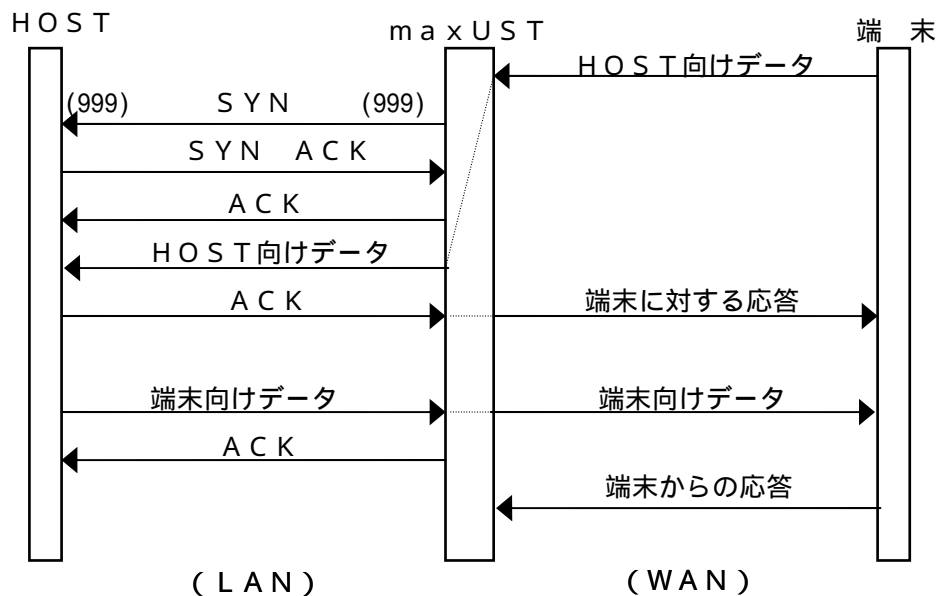 ＨＯＳＴ
ｍａｘＵＳＴ
端　末
ＨＯＳＴ向けデータ
(999)　ＳＹＮ　(999)
ＳＹＮ　ＡＣＫ
ＡＣＫ
ＨＯＳＴ向けデータ
ＡＣＫ
端末に対する応答
端末向けデータ
端末向けデータ
ＡＣＫ
端末からの応答
（ＬＡＮ）
（ＷＡＮ）